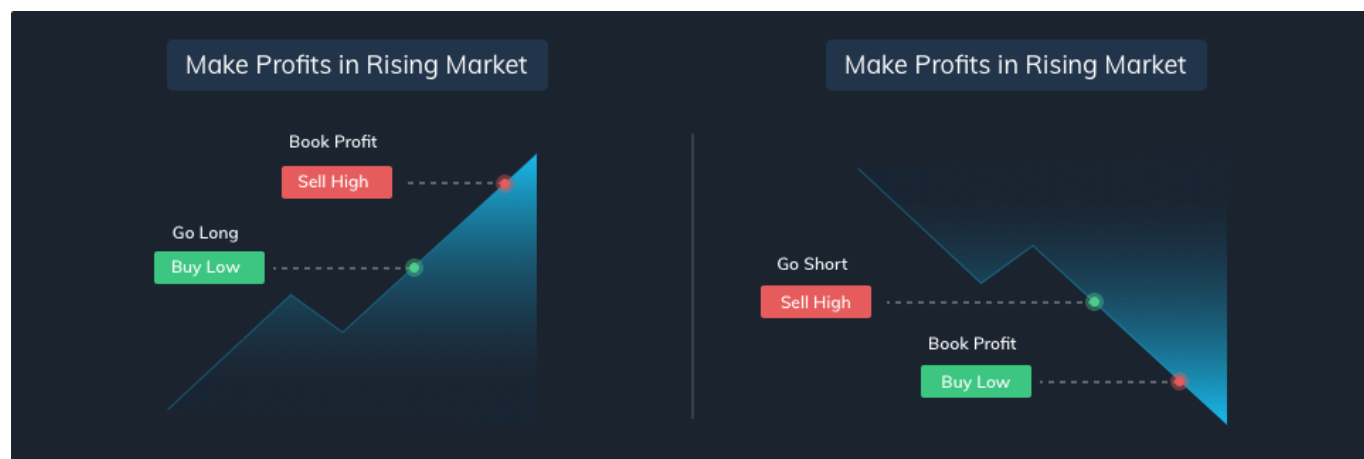 Make Profits in Rising Market
Book Profit
Sell High
Go Long
Buy Low
Make Profits in Rising Market
Go Short
Sell High
Book Profit
Buy Low